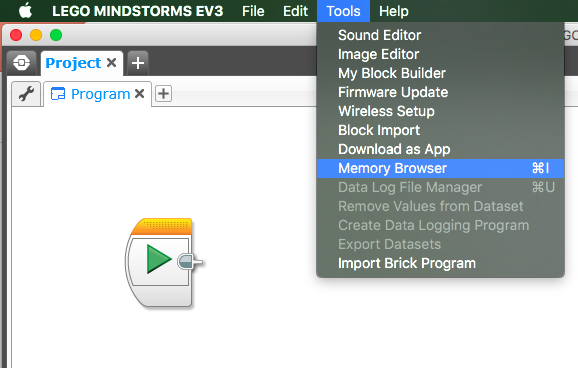 LEGO MINDSTORMS EV3 File Edit Tools Help
GO
Project
Program
Sound Editor
Image Editor
My Block Builder
Firmware Update
Wireless Setup
Block Import
Download as App
Memory Browser ⌘I
Data Log File Manager ⌘U
Remove Values from Dataset
Create Data Logging Program
Export Datasets
Import Brick Program